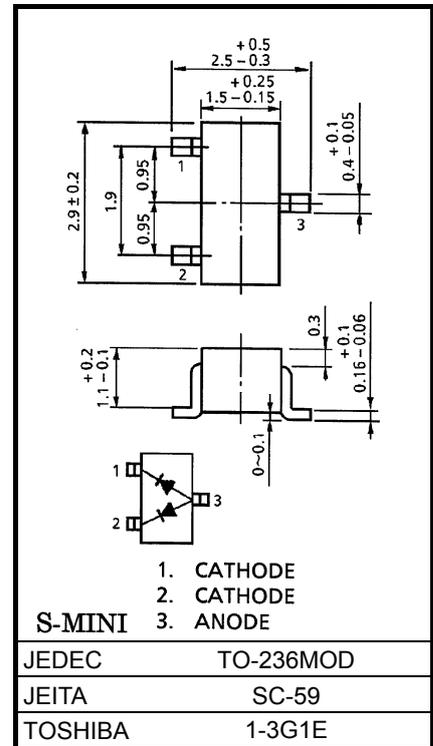 + 0.5
2.5 – 0.3
+ 0.25
1.5 – 0.15
+ 0.1
0.4 – 0.05
2.9 ± 0.2
1.9
0.95
0.95
1
2
3
+ 0.2
1.1 – 0.1
0.3
+ 0.1
0.16 – 0.06
0~0.1
1
2
3
1. CATHODE
2. CATHODE
S-MINI 3. ANODE
JEDEC TO-236MOD
JEITA SC-59
TOSHIBA 1-3G1E